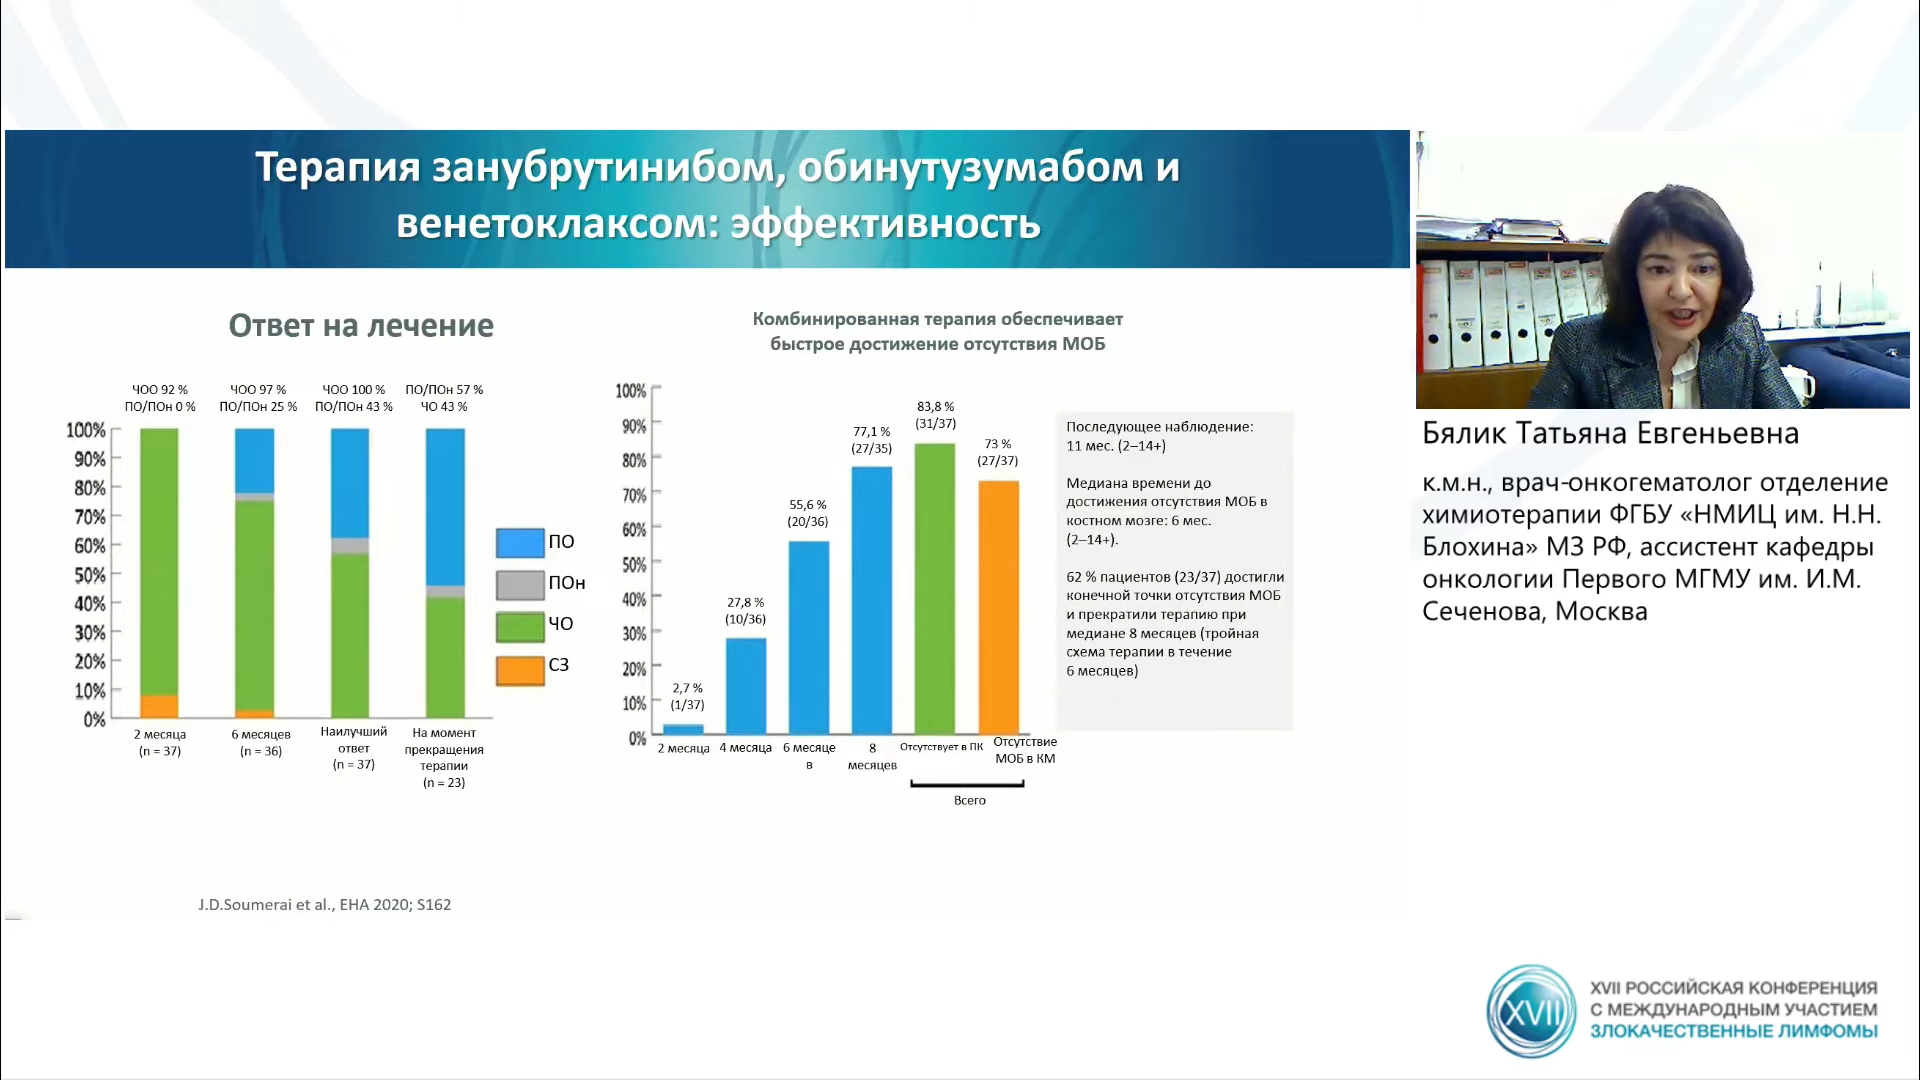 Терапия занубрутинибом, обинутузумабом и
венетоклаксом: эффективность
Ответ на лечение
ЧОО 92 %
ПО/ПОн 0 %
ЧОО 97 %
ПО/ПОн 25 %
ЧОО 100 %
ПО/ПОн 43 %
ПО/ПОн 57 %
ЧО 43 %
100%
90%
80%
70%
60%
50%
40%
30%
20%
10%
0%
2 месяца
(n = 37)
6 месяцев
(n = 36)
Наилучший
ответ
(n = 37)
На момент
прекращения
терапии
(n = 23)
ПО
ПОн
ЧО
СЗ
Комбинированная терапия обеспечивает
быстрое достижение отсутствия МОБ
100%
90%
80%
70%
60%
50%
40%
30%
20%
10%
0%
2,7 %
(1/37)
27,8 %
(10/36)
55,6 %
(20/36)
77,1 %
(27/35)
83,8 %
(31/37)
73 %
(27/37)
2 месяца
4 месяца
6 месяце
в
8
месяцев
Отсутствует в ПК
Отсутствие
МОБ в КМ
Всего
Последующее наблюдение:
11 мес. (2–14+)
Медиана времени до
достижения отсутствия МОБ в
костном мозге: 6 мес.
(2–14+).
62 % пациентов (23/37) достигли
конечной точки отсутствия МОБ
и прекратили терапию при
медиане 8 месяцев (тройная
схема терапии в течение
6 месяцев)
J.D.Soumerai et al., EHA 2020; S162
Бялик Татьяна Евгеньевна
к.м.н., врач-онкогематолог отделение
химиотерапии ФГБУ «НМИЦ им. Н.Н.
Блохина» МЗ РФ, ассистент кафедры
онкологии Первого МГМУ им. И.М.
Сеченова, Москва
XVII
XVII РОССИЙСКАЯ КОНФЕРЕНЦИЯ
С МЕЖДУНАРОДНЫМ УЧАСТИЕМ
ЗЛОКАЧЕСТВЕННЫЕ ЛИМФОМЫ